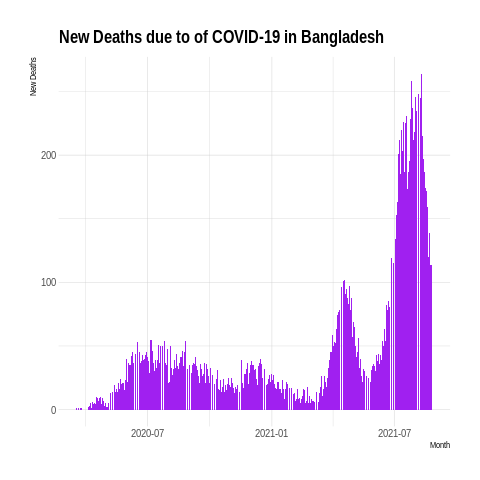 New Deaths due to of COVID-19 in Bangladesh
New Deaths
200
100
0
2020-07
2021-01
2021-07
Month